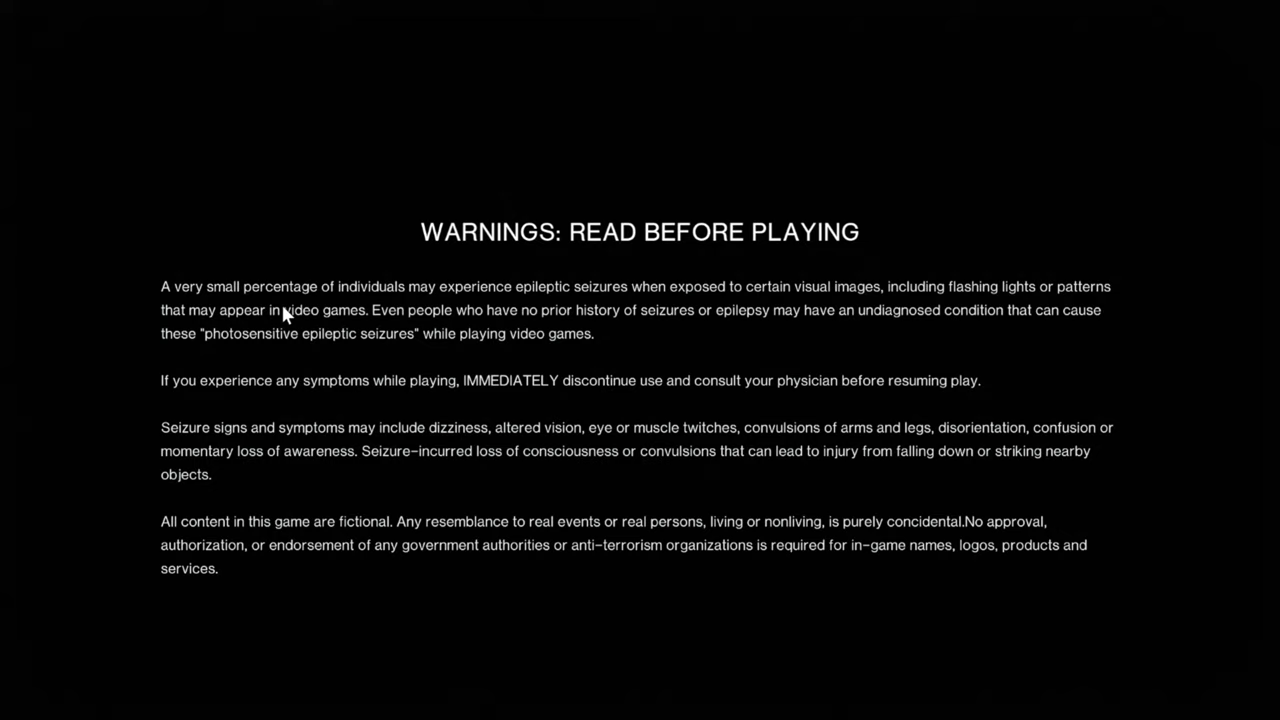 WARNINGS: READ BEFORE PLAYING
A very small percentage of individuals may experience epileptic seizures when exposed to certain visual images, including flashing lights or patterns
that may appear in video games. Even people who have no prior history of seizures or epilepsy may have an undiagnosed condition that can cause
these "photosensitive epileptic seizures" while playing video games.
If you experience any symptoms while playing, IMMEDIATELY discontinue use and consult your physician before resuming play.
Seizure signs and symptoms may include dizziness, altered vision, eye or muscle twitches, convulsions of arms and legs, disorientation, confusion or
momentary loss of awareness. Seizure-incurred loss of consciousness or convulsions that can lead to injury from falling down or striking nearby
objects.
All content in this game are fictional. Any resemblance to real events or real persons, living or nonliving, is purely concidental.No approval,
authorization, or endorsement of any government authorities or anti-terrorism organizations is required for in-game names, logos, products and
services.